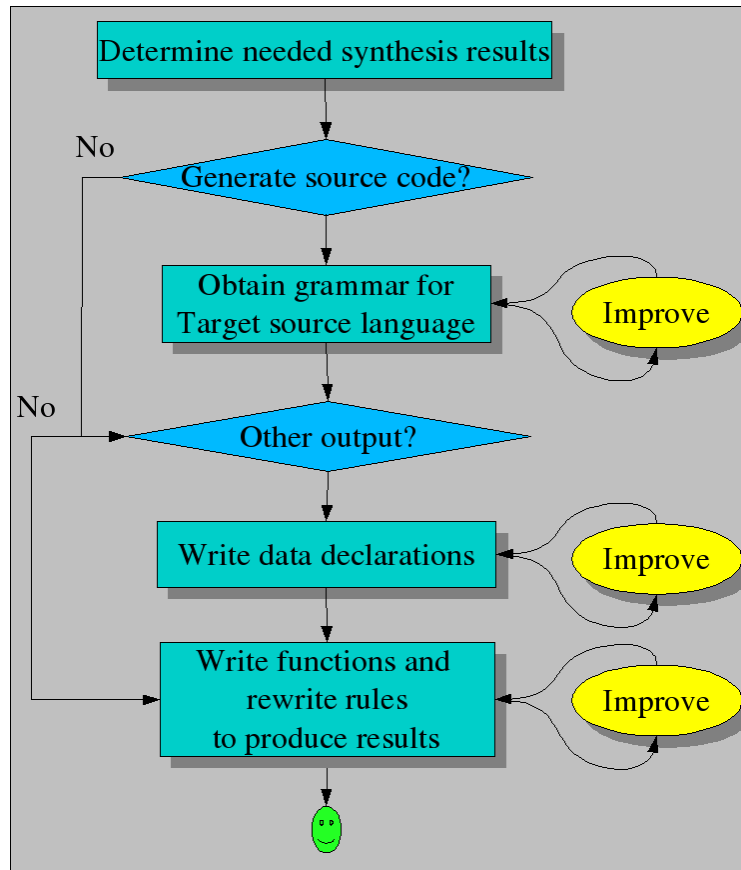 Determine needed synthesis results
No
Generate source code?
Obtain grammar for
Target source language
Improve
No
Other output?
Write data declarations
Improve
Write functions and
rewrite rules
to produce results
Improve